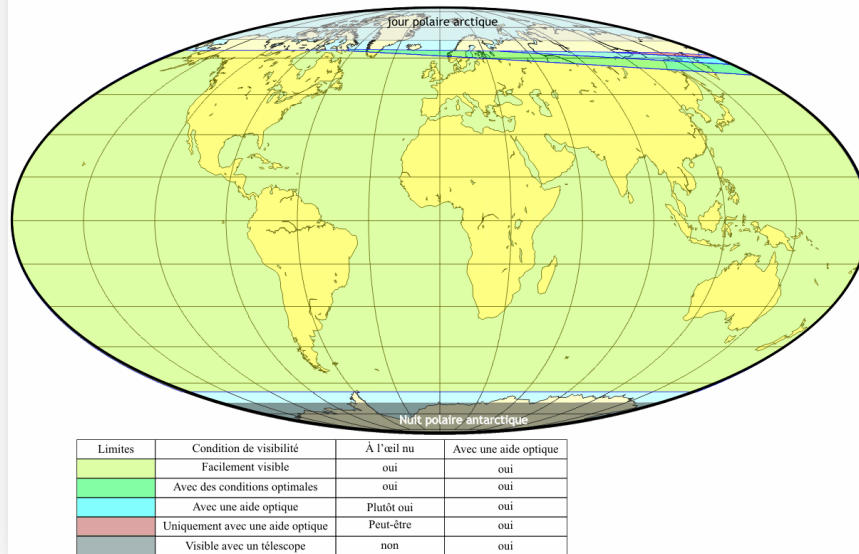 jour polaire arctique
Nuit polaire antarctique
Limites Condition de visibilité À l’œil nu Avec une aide optique
Facilement visible oui oui
Avec des conditions optimales oui oui
Avec une aide optique Plutôt oui oui
Uniquement avec une aide optique Peut-être oui
Visible avec un télescope non oui